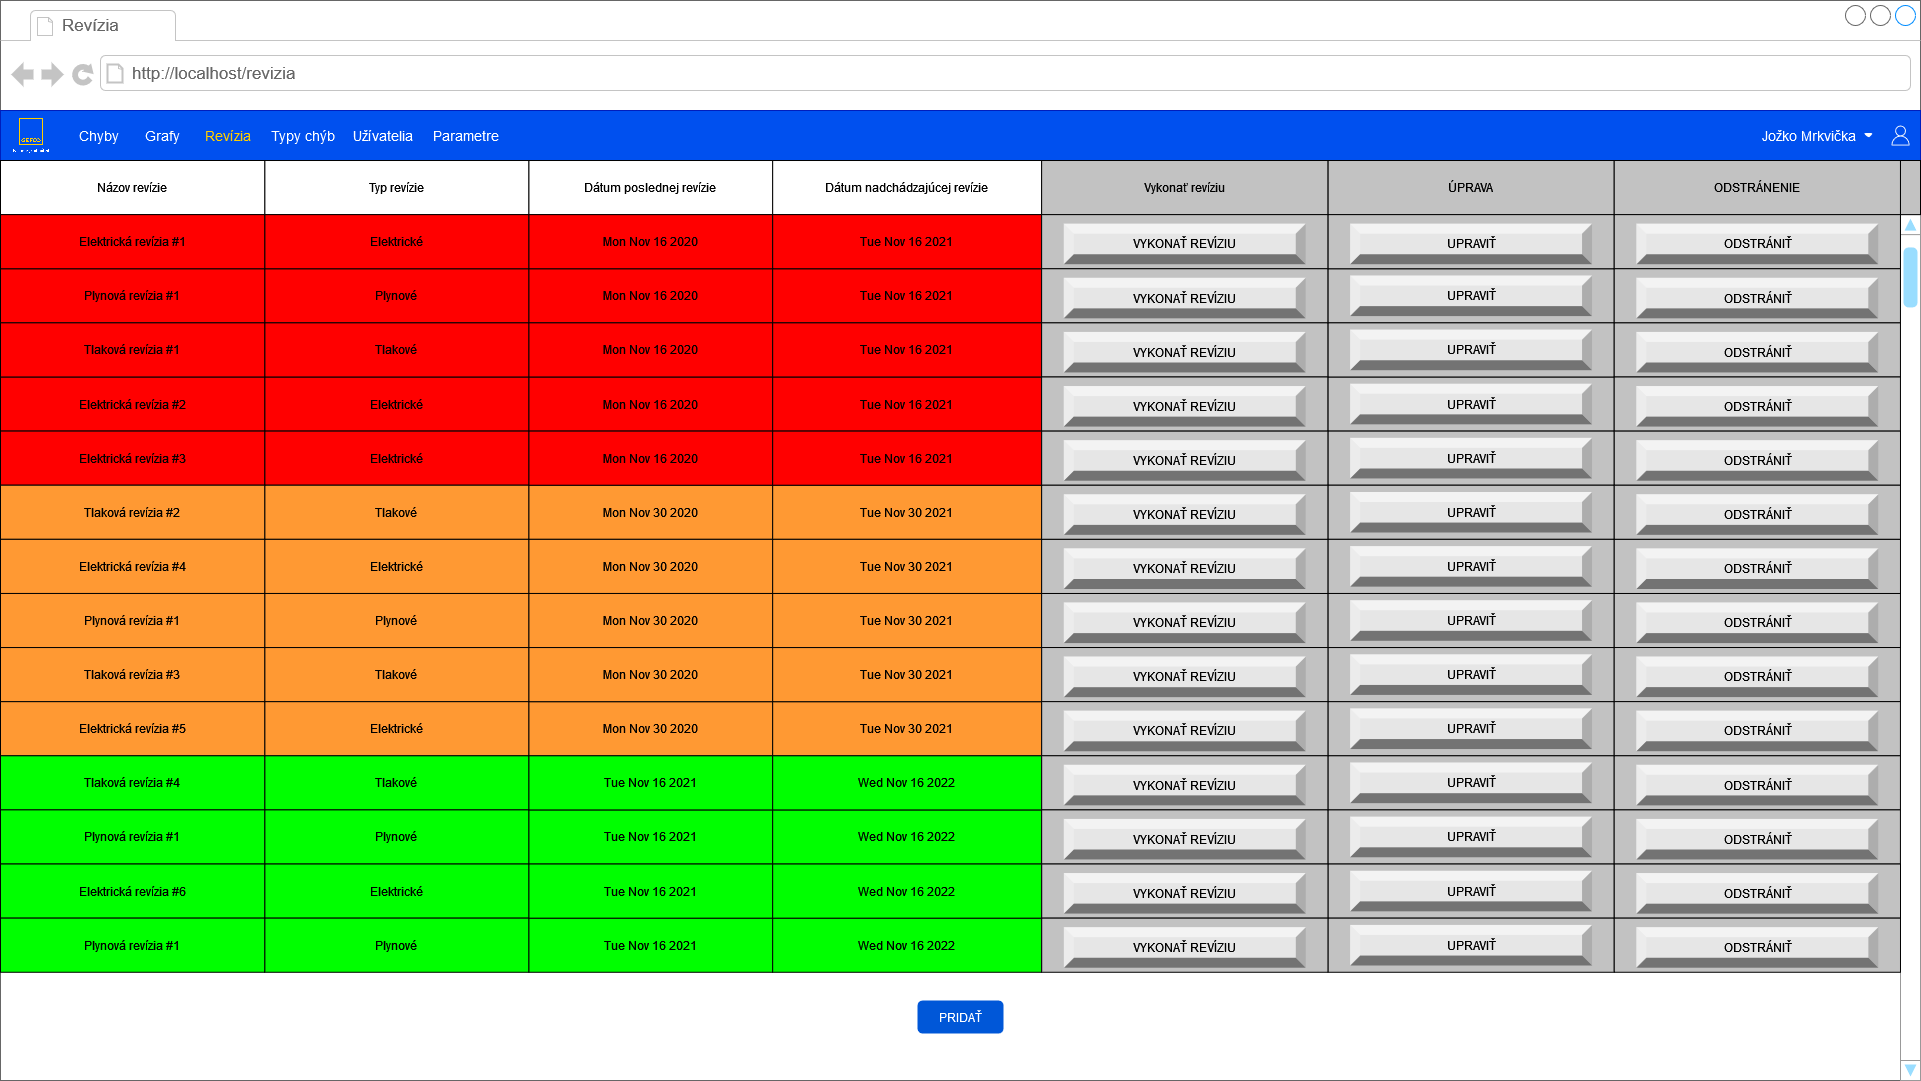 Revízia
http://localhost/revizia
GEFCO
Chyby Grafy Revízia Typy chýb Užívatelia Parametre Jožko Mrkvička
Názov revízie Typ revízie Dátum poslednej revízie Dátum nadchádzajúcej revízie Vykonať revíziu ÚPRAVA ODSTRÁNENIE
Elektrická revízia #1 Elektrické Mon Nov 16 2020 Tue Nov 16 2021 VYKONAŤ REVÍZIU UPRAVIŤ ODSTRÁNIŤ
Plynová revízia #1 Plynové Mon Nov 16 2020 Tue Nov 16 2021 VYKONAŤ REVÍZIU UPRAVIŤ ODSTRÁNIŤ
Tlaková revízia #1 Tlakové Mon Nov 16 2020 Tue Nov 16 2021 VYKONAŤ REVÍZIU UPRAVIŤ ODSTRÁNIŤ
Elektrická revízia #2 Elektrické Mon Nov 16 2020 Tue Nov 16 2021 VYKONAŤ REVÍZIU UPRAVIŤ ODSTRÁNIŤ
Elektrická revízia #3 Elektrické Mon Nov 16 2020 Tue Nov 16 2021 VYKONAŤ REVÍZIU UPRAVIŤ ODSTRÁNIŤ
Tlaková revízia #2 Tlakové Mon Nov 30 2020 Tue Nov 30 2021 VYKONAŤ REVÍZIU UPRAVIŤ ODSTRÁNIŤ
Elektrická revízia #4 Elektrické Mon Nov 30 2020 Tue Nov 30 2021 VYKONAŤ REVÍZIU UPRAVIŤ ODSTRÁNIŤ
Plynová revízia #1 Plynové Mon Nov 30 2020 Tue Nov 30 2021 VYKONAŤ REVÍZIU UPRAVIŤ ODSTRÁNIŤ
Tlaková revízia #3 Tlakové Mon Nov 30 2020 Tue Nov 30 2021 VYKONAŤ REVÍZIU UPRAVIŤ ODSTRÁNIŤ
Elektrická revízia #5 Elektrické Mon Nov 30 2020 Tue Nov 30 2021 VYKONAŤ REVÍZIU UPRAVIŤ ODSTRÁNIŤ
Tlaková revízia #4 Tlakové Tue Nov 16 2021 Wed Nov 16 2022 VYKONAŤ REVÍZIU UPRAVIŤ ODSTRÁNIŤ
Plynová revízia #1 Plynové Tue Nov 16 2021 Wed Nov 16 2022 VYKONAŤ REVÍZIU UPRAVIŤ ODSTRÁNIŤ
Elektrická revízia #6 Elektrické Tue Nov 16 2021 Wed Nov 16 2022 VYKONAŤ REVÍZIU UPRAVIŤ ODSTRÁNIŤ
Plynová revízia #1 Plynové Tue Nov 16 2021 Wed Nov 16 2022 VYKONAŤ REVÍZIU UPRAVIŤ ODSTRÁNIŤ
PRIDAŤ